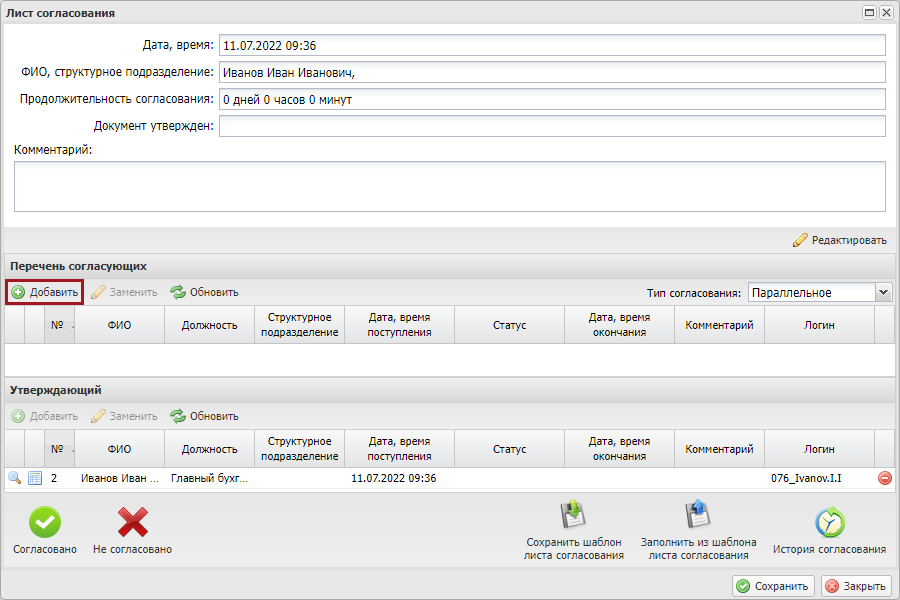 Лист согласования
Дата, время: 11.07.2022 09:36
ФИО, структурное подразделение: Иванов Иван Иванович,
Продолжительность согласования: 0 дней 0 часов 0 минут
Документ утвержден:
Комментарий:
Редактировать
Перечень согласующих
Добавить Заменить Обновить Тип согласования: Параллельное
№ ФИО Должность Структурное подразделение Дата, время поступления Статус Дата, время окончания Комментарий Логин
Утверждающий
Добавить Заменить Обновить
№ ФИО Должность Структурное подразделение Дата, время поступления Статус Дата, время окончания Комментарий Логин
2 Иванов Иван ... Главный бухг... 11.07.2022 09:36 076_Ivanov.I.I
Согласовано Не согласовано Сохранить шаблон листа согласования Заполнить из шаблона листа согласования История согласования
Сохранить Закрыть